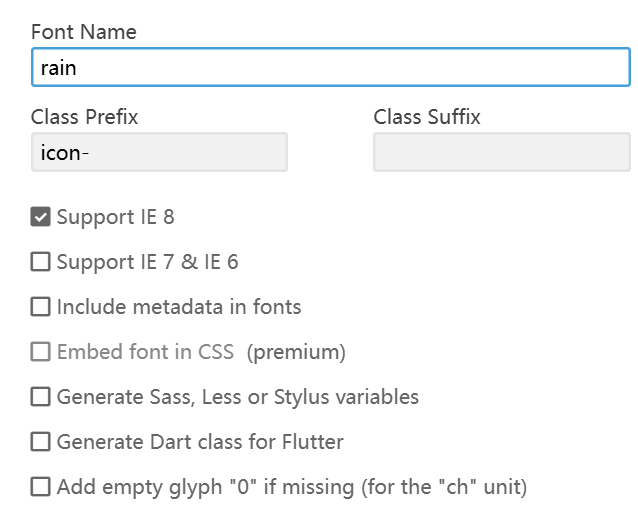 Font Name
rain
Class Prefix
Class Suffix
icon-
Support IE 8
Support IE 7 & IE 6
Include metadata in fonts
Embed font in CSS (premium)
Generate Sass, Less or Stylus variables
Generate Dart class for Flutter
Add empty glyph "0" if missing (for the "ch" unit)